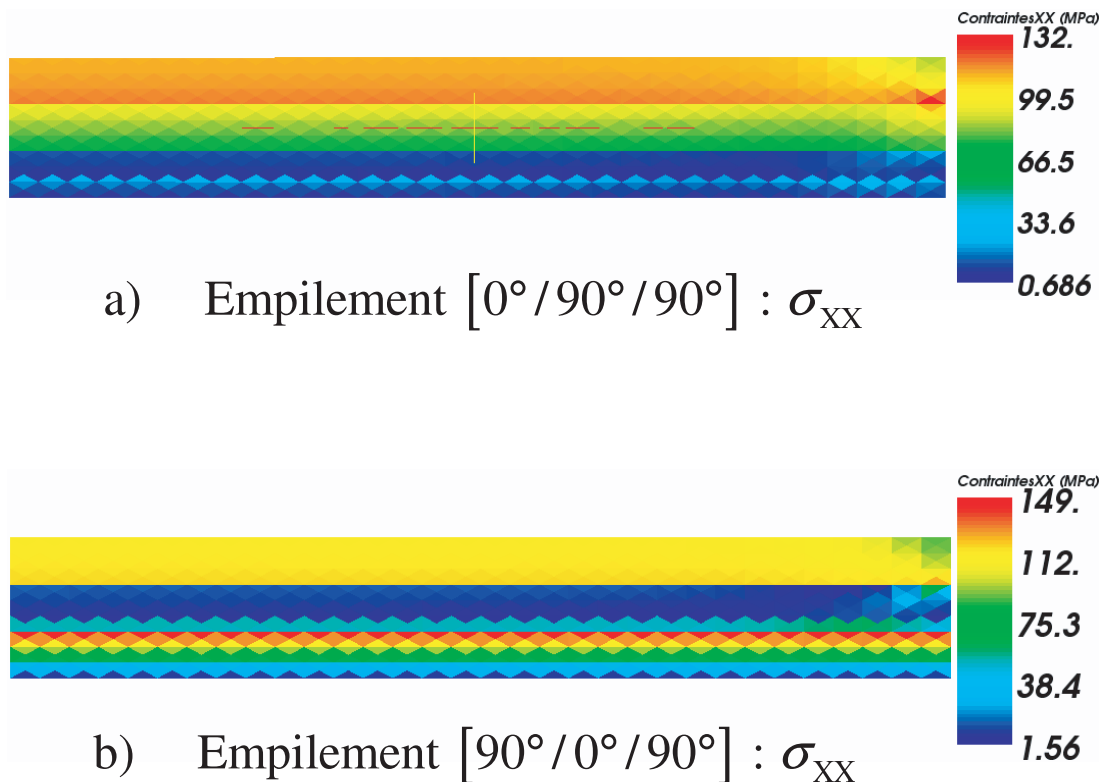 ContraintesXX (MPa)
132.
99.5
66.5
33.6
0.686
a) Empilement [0°/90°/90°] : σXX
ContraintesXX (MPa)
149.
112.
75.3
38.4
1.56
b) Empilement [90°/0°/90°] : σXX